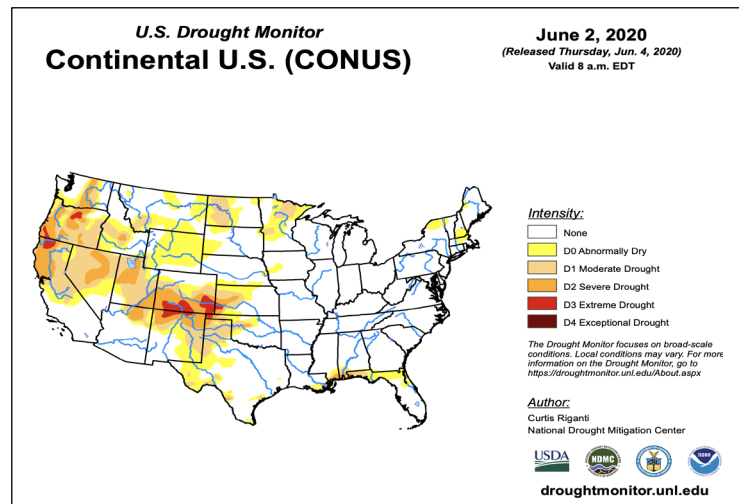 U.S. Drought Monitor
Continental U.S. (CONUS)
June 2, 2020
(Released Thursday, Jun. 4, 2020)
Valid 8 a.m. EDT
Intensity:
None
D0 Abnormally Dry
D1 Moderate Drought
D2 Severe Drought
D3 Extreme Drought
D4 Exceptional Drought
The Drought Monitor focuses on broad-scale
conditions. Local conditions may vary. For more
information on the Drought Monitor, go to
https://droughtmonitor.unl.edu/About.aspx
Author:
Curtis Riganti
National Drought Mitigation Center
USDA
NDMC
NOAA
droughtmonitor.unl.edu